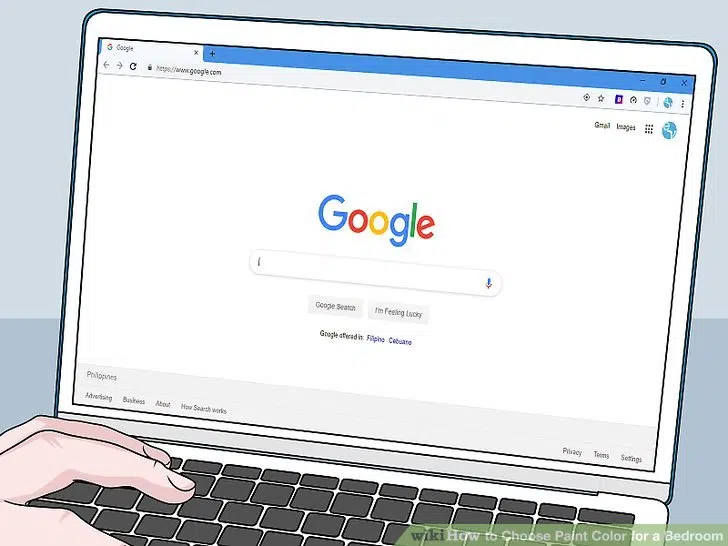 Google
https://www.google.com
Gmail Images
Google
Google Search I'm Feeling Lucky
Google offered in: Filipino Cebuano
Philippines
Advertising Business About How Search works
Privacy Terms Settings
wikiHow to Choose Paint Color for a Bedroom